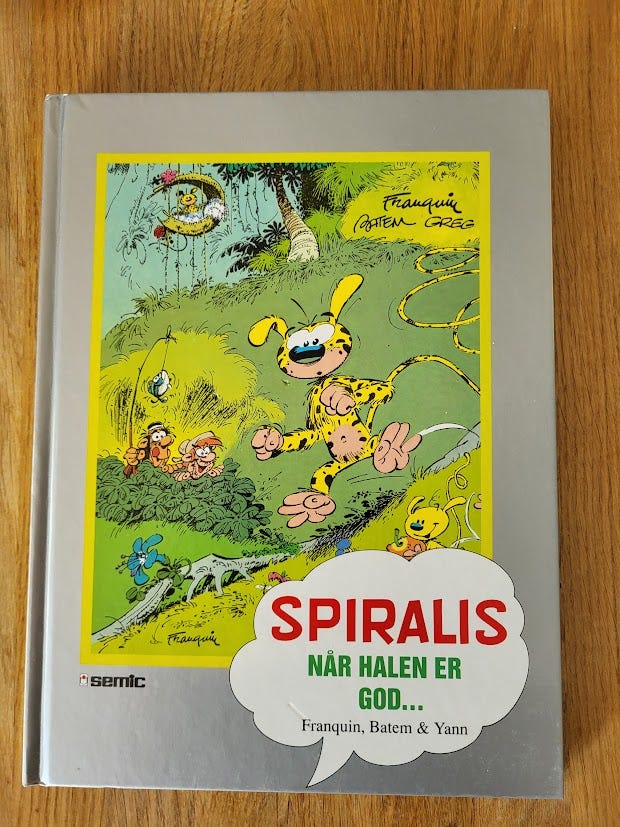 Franquin
BATEM GREG
Franquin
SPIRALIS
NÅR HALEN ER
GOD...
Franquin, Batem & Yann
semic